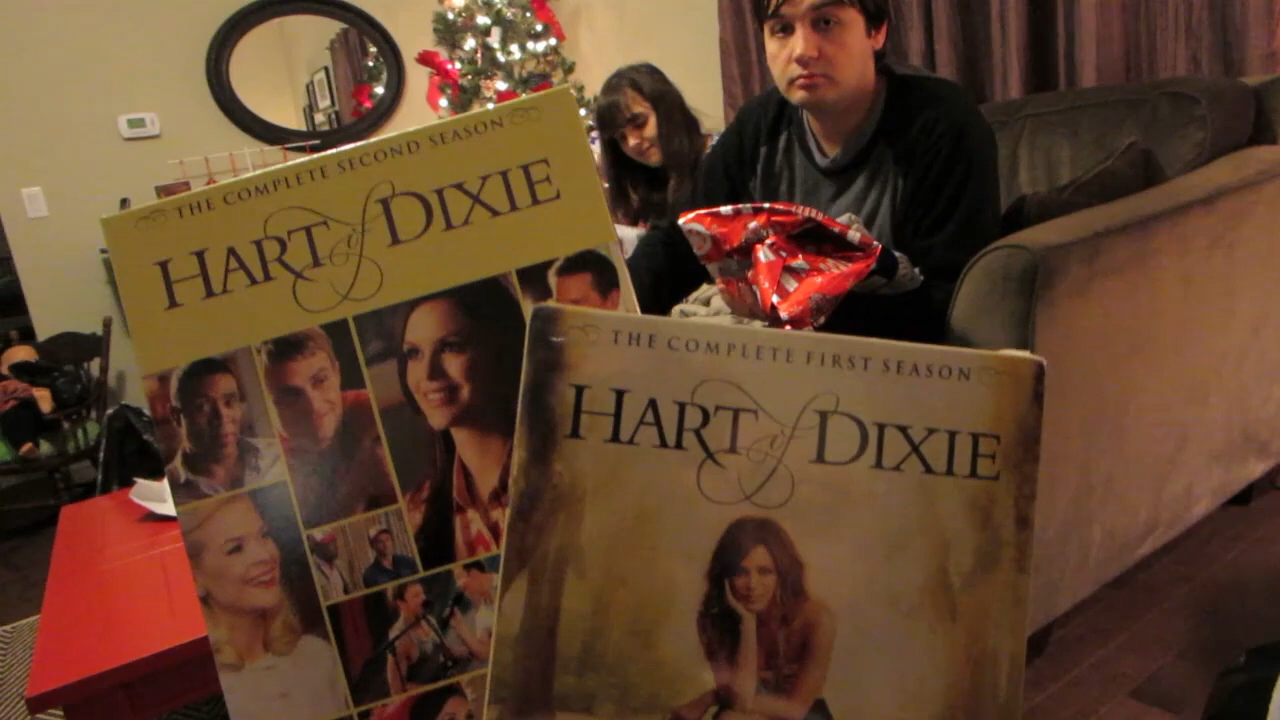 THE COMPLETE SECOND SEASON
HART of DIXIE
THE COMPLETE FIRST SEASON
HART of DIXIE